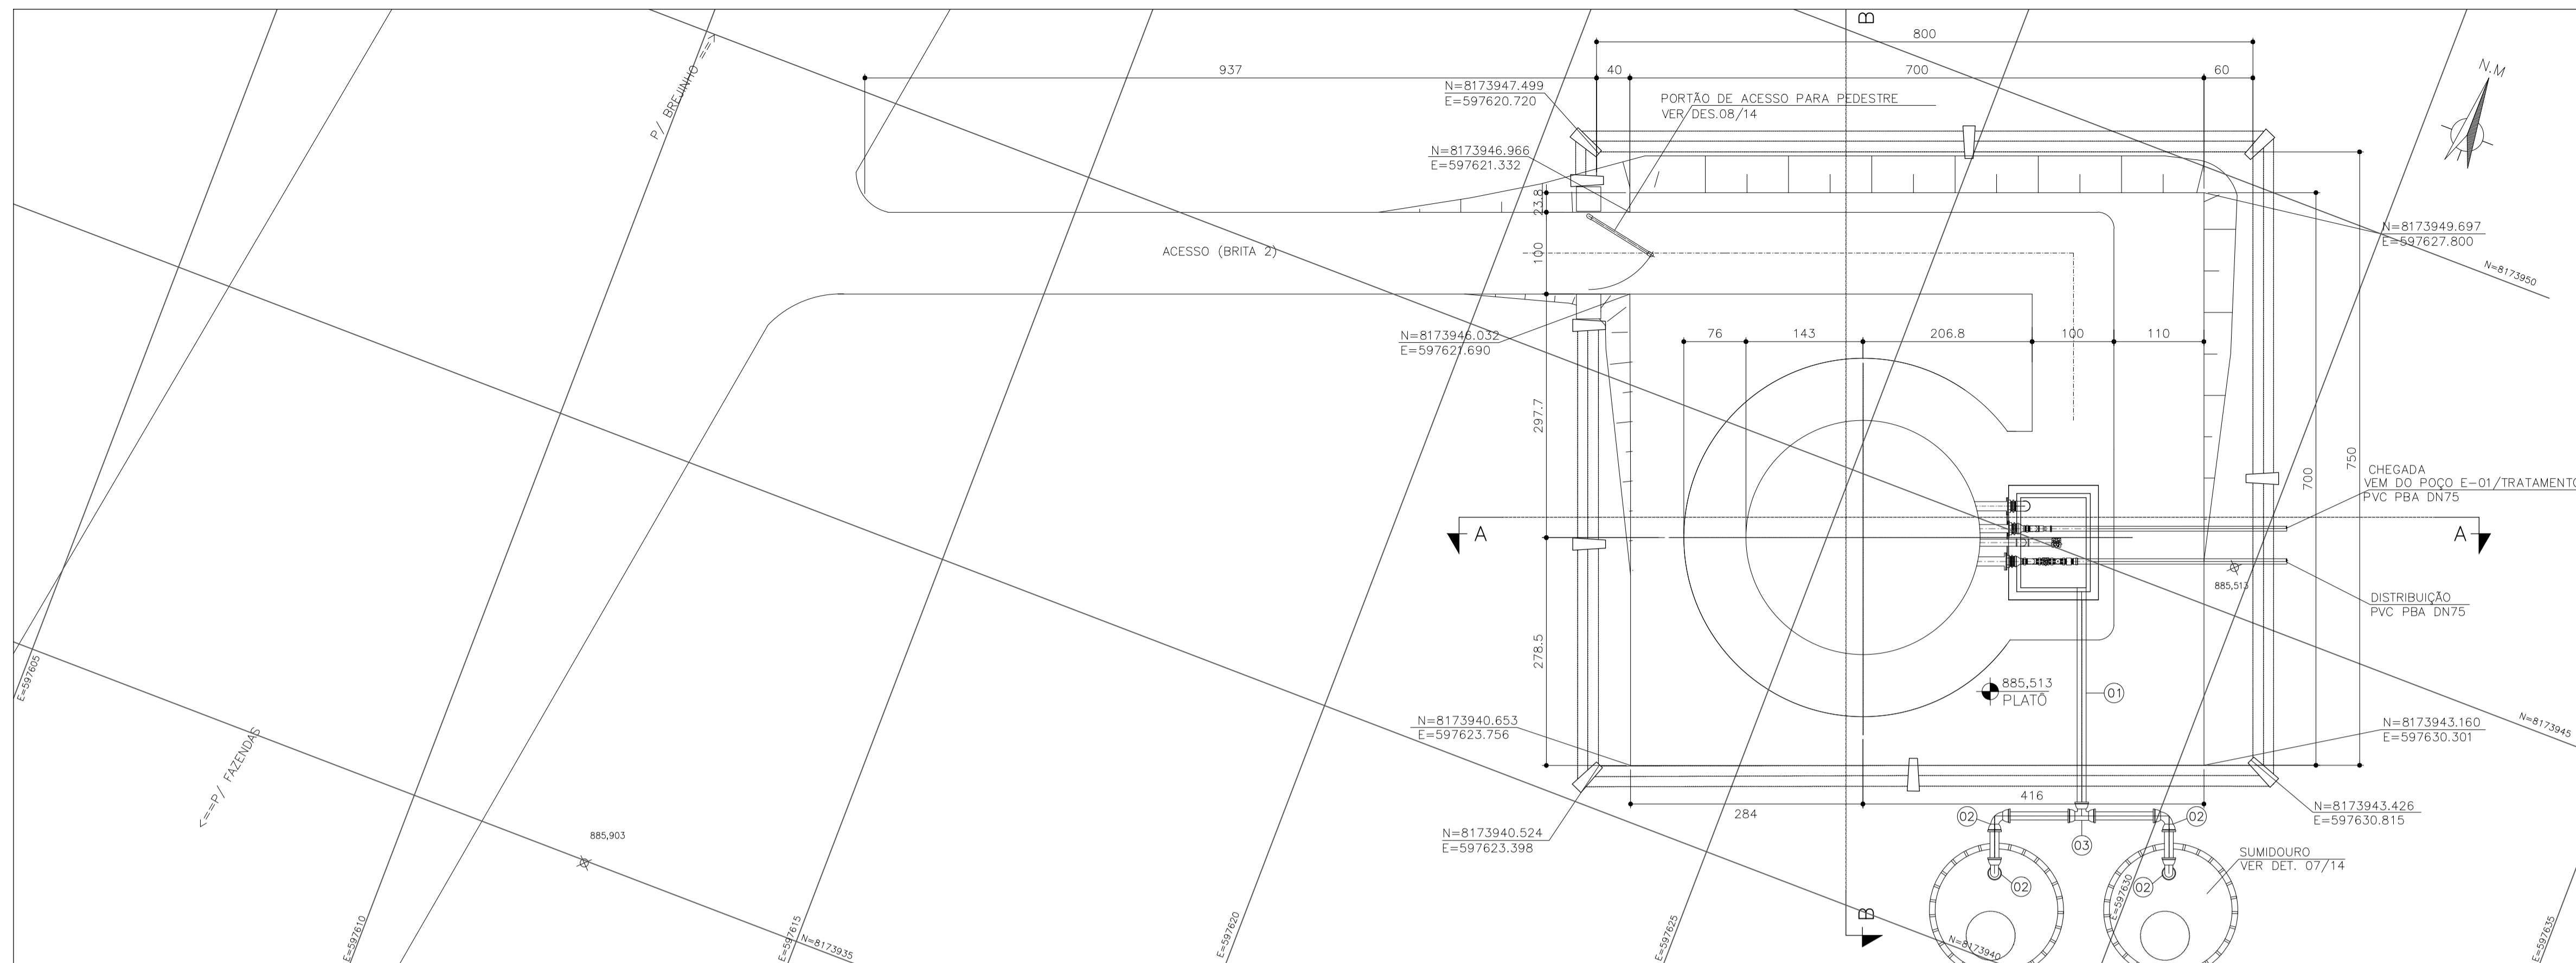 B
800
937
40
700
60
N.M
P/ BREJINHO ==>
N=8173947.499
E=597620.720
PORTÃO DE ACESSO PARA PEDESTRE
VER DES.08/14
N=8173946.966
E=597621.332
23.8
N=8173949.697
E=597627.800
N=8173950
ACESSO (BRITA 2)
100
N=8173946.032
E=597621.690
76
143
206.8
100
110
297.7
700
750
CHEGADA
VEM DO POÇO E-01/TRATAMENTO
PVC PBA DN75
A
A
885,513
DISTRIBUIÇÃO
PVC PBA DN75
278.5
E=597605
885,513
PLATÔ
01
N=8173940.653
E=597623.756
N=8173943.160
E=597630.301
N=8173945
<==P/ FAZENDAS
416
284
N=8173943.426
E=597630.815
02
02
03
N=8173940.524
E=597623.398
885,903
SUMIDOURO
VER DET. 07/14
02
02
B
E=597610
E=597615
N=8173935
E=597620
E=597625
N=8173940
E=597630
E=597635